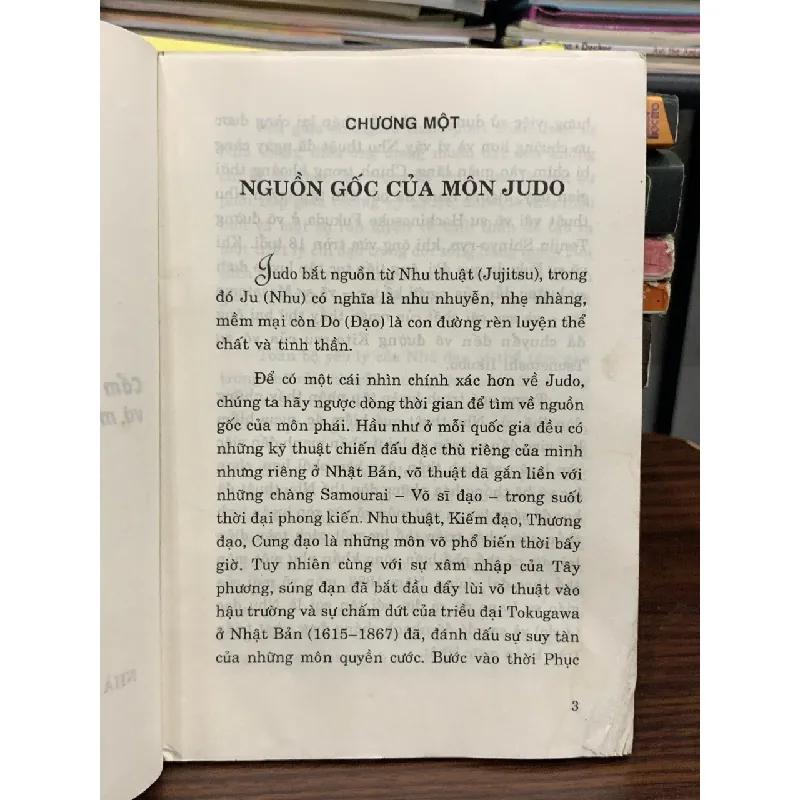 CHƯƠNG MỘT
NGUỒN GỐC CỦA MÔN JUDO
Judo bắt nguồn từ Nhu thuật (Jujitsu), trong
đó Ju (Nhu) có nghĩa là nhu nhuyễn, nhẹ nhàng,
mềm mại còn Do (Đạo) là con đường rèn luyện thể
chất và tinh thần.
Để có một cái nhìn chính xác hơn về Judo,
chúng ta hãy ngược dòng thời gian để tìm về nguồn
gốc của môn phái. Hầu như ở mỗi quốc gia đều có
những kỹ thuật chiến đấu đặc thù riêng của mình
nhưng riêng ở Nhật Bản, võ thuật đã gắn liền với
những chàng Samourai – Võ sĩ đạo – trong suốt
thời đại phong kiến. Nhu thuật, Kiếm đạo, Thương
đạo, Cung đạo là những môn võ phổ biến thời bấy
giờ. Tuy nhiên cùng với sự xâm nhập của Tây
phương, súng đạn đã bắt đầu đẩy lùi võ thuật vào
hậu trường và sự chấm dứt của triều đại Tokugawa
ở Nhật Bản (1615–1867) đã, đánh dấu sự suy tàn
của những môn quyền cước. Bước vào thời Phục
3